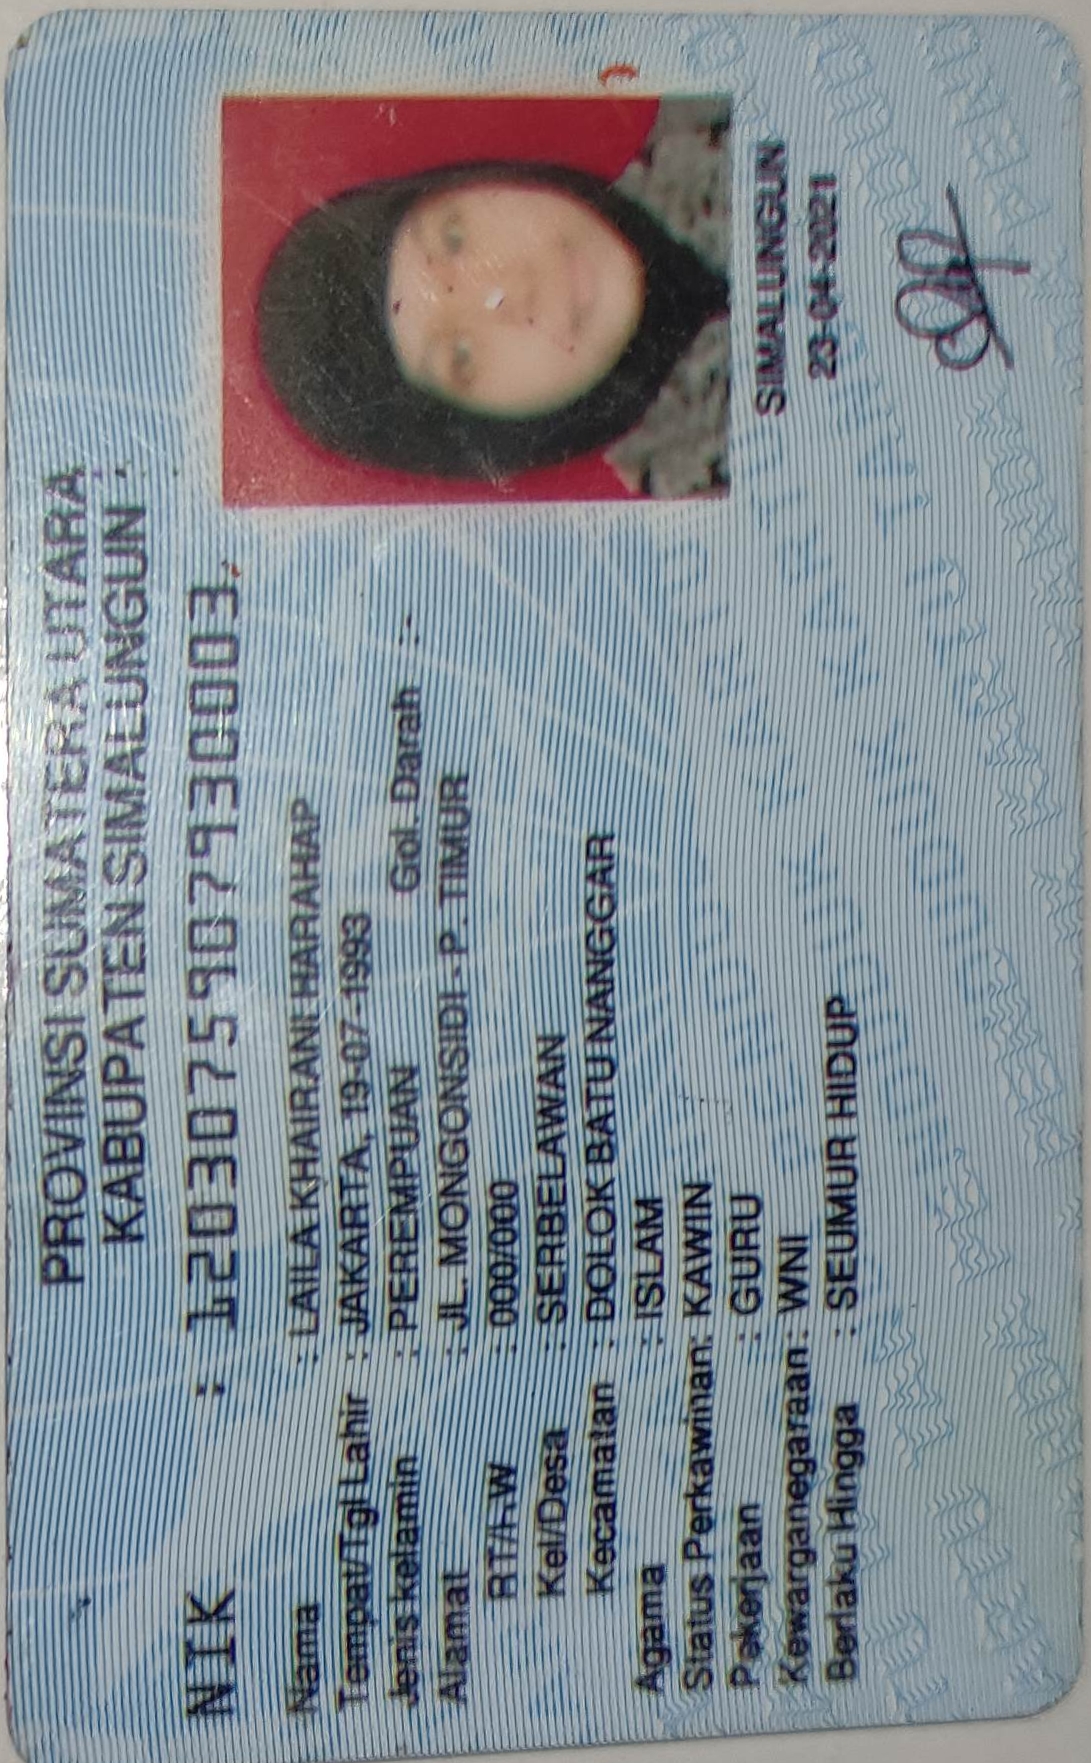 PROVINSI SUMATERA UTARA
KABUPATEN SIMALUNGUN
NIK : 1203075907930003
Nama : LAILA KHAIRANI HARAHAP
Tempat/Tgl Lahir : JAKARTA, 19-07-1993
Jenis kelamin : PEREMPUAN Gol. Darah :-
Alamat : JL. MONGONSIDI - P. TIMUR
RT/RW : 000/000
Kel/Desa : SERBELAWAN
Kecamatan : DOLOK BATU NANGGAR
Agama : ISLAM
Status Perkawinan: KAWIN
Pekerjaan : GURU
Kewarganegaraan: WNI
Berlaku Hingga : SEUMUR HIDUP
SIMALUNGUN
23-04-2021